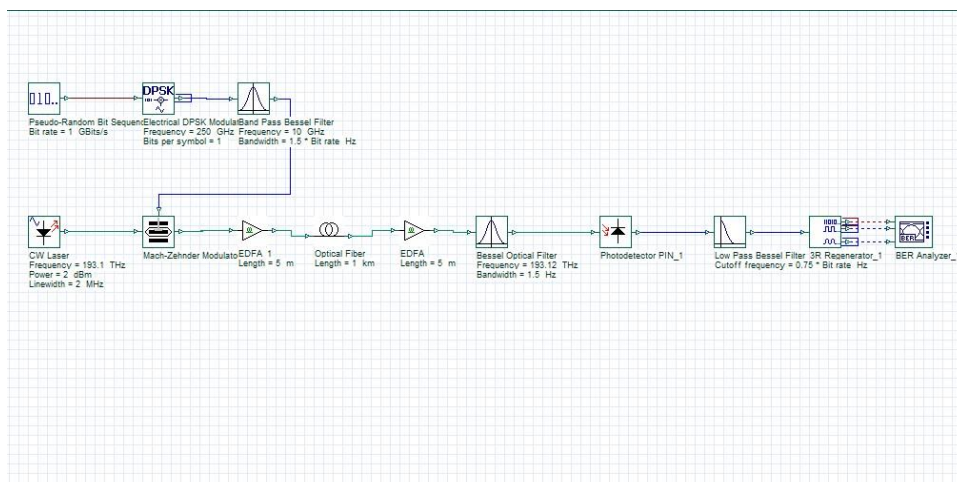 010..
DPSK
Pseudo-Random Bit Sequenc
Bit rate = 1 GBits/s
Electrical DPSK Modulat
Frequency = 250 GHz
Bits per symbol = 1
Band Pass Bessel Filter
Frequency = 10 GHz
Bandwidth = 1.5 * Bit rate Hz
CW Laser
Frequency = 193.1 THz
Power = 2 dBm
Linewidth = 2 MHz
Mach-Zehnder Modulato
EDFA 1
Length = 5 m
Optical Fiber
Length = 1 km
EDFA
Length = 5 m
Bessel Optical Filter
Frequency = 193.12 THz
Bandwidth = 1.5 Hz
Photodetector PIN_1
Low Pass Bessel Filter
Cutoff frequency = 0.75 * Bit rate Hz
3R Regenerator_1
BER
BER Analyzer_